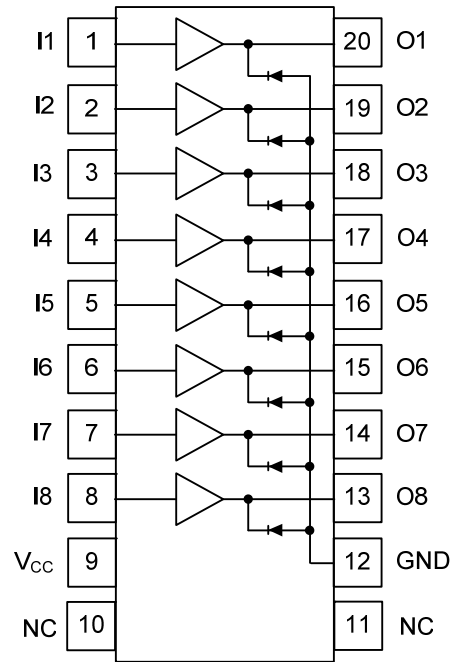 I1 1 20 O1
I2 2 19 O2
I3 3 18 O3
I4 4 17 O4
I5 5 16 O5
I6 6 15 O6
I7 7 14 O7
I8 8 13 O8
VCC 9 12 GND
NC 10 11 NC